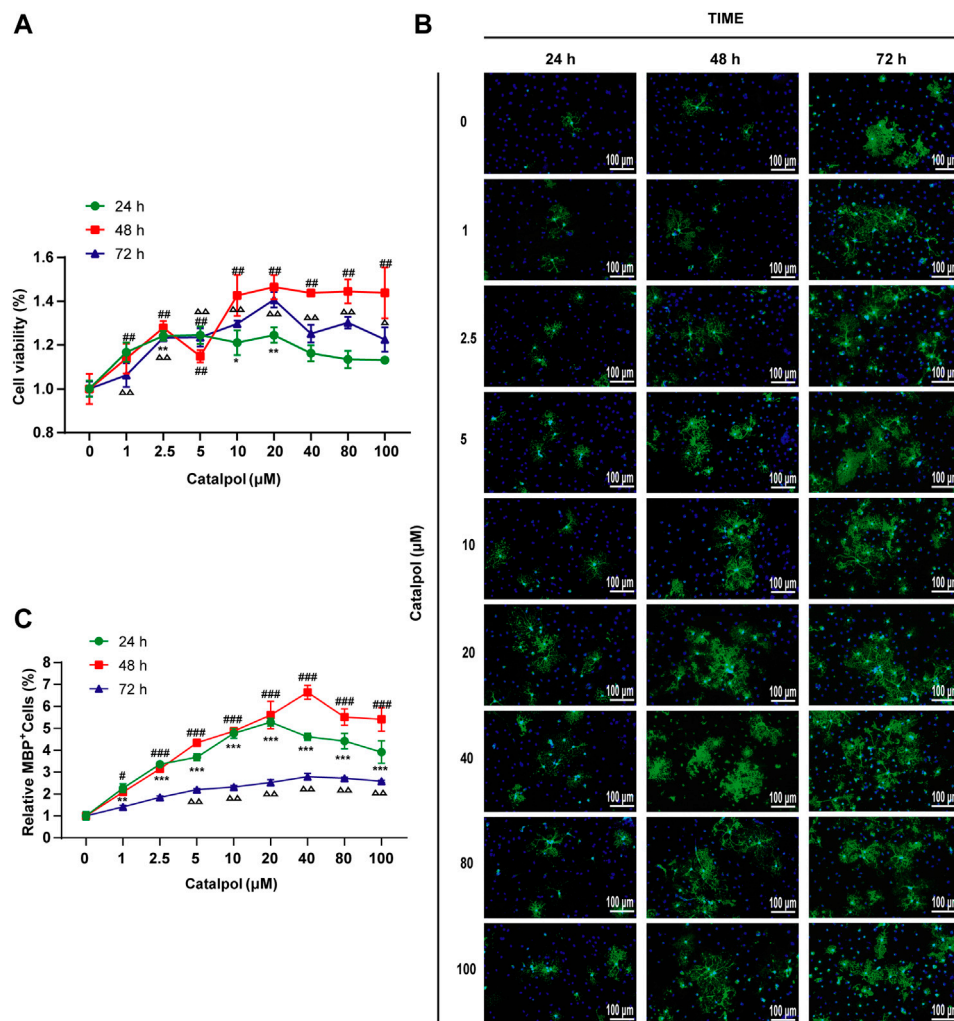 A
24 h
48 h
72 h
Cell viability (%)
1.6
1.4
1.2
1.0
0.8
## ## ## ## ## ## ## ## ##
△△ △△ △△ △△ △△ △△ △△ △
** * **
0 1 2.5 5 10 20 40 80 100
Catalpol (µM)
B
TIME
24 h 48 h 72 h
Catalpol (µM)
0
100 µm 100 µm 100 µm
1
100 µm 100 µm 100 µm
2.5
100 µm 100 µm 100 µm
5
100 µm 100 µm 100 µm
10
100 µm 100 µm 100 µm
20
100 µm 100 µm 100 µm
40
100 µm 100 µm 100 µm
80
100 µm 100 µm 100 µm
100
100 µm 100 µm 100 µm
C
24 h
48 h
72 h
Relative MBP⁺Cells (%)
7
6
5
4
3
2
1
0
# ### ### ### ### ### ### ###
** *** *** *** *** *** *** ***
△△ △△ △△ △△ △△ △△
0 1 2.5 5 10 20 40 80 100
Catalpol (µM)